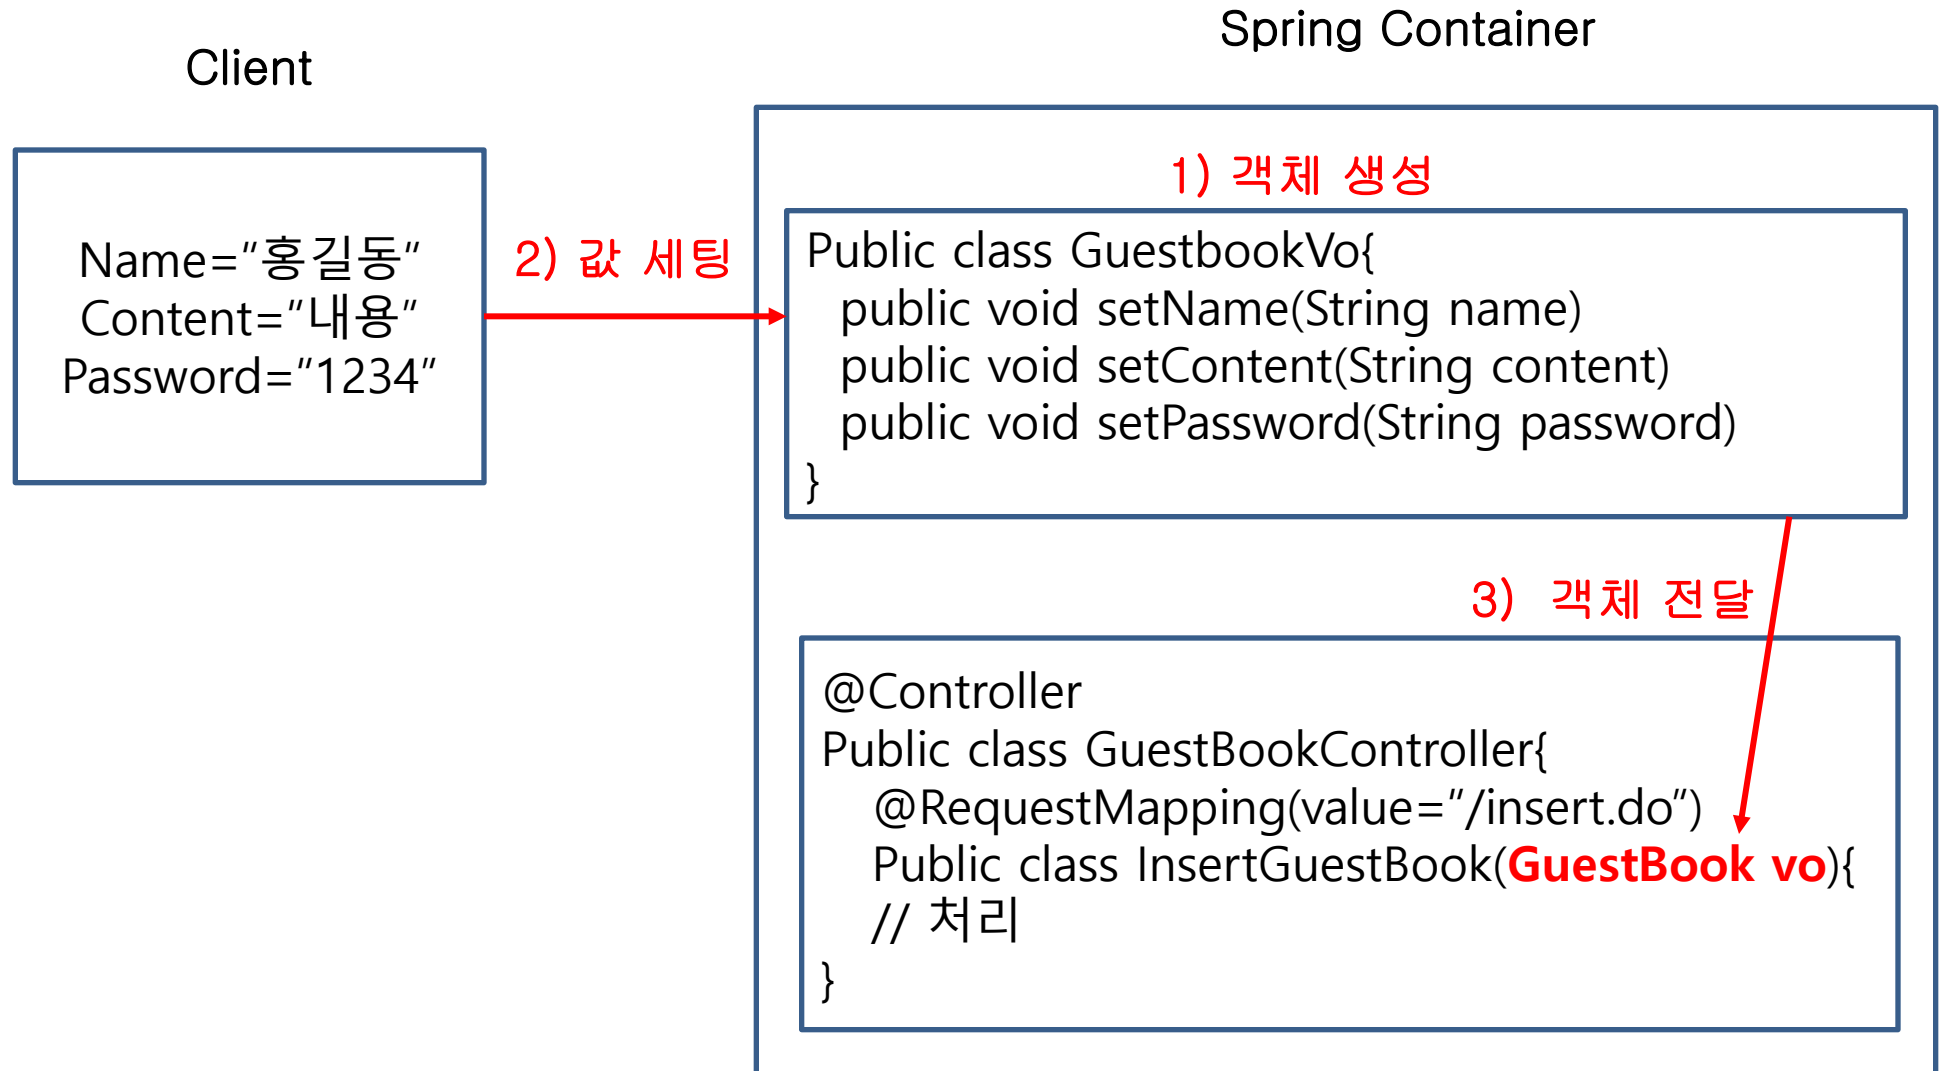 Client
Spring Container
Name="홍길동"
Content="내용"
Password="1234"
2) 값 세팅
1) 객체 생성
Public class GuestbookVo{
public void setName(String name)
public void setContent(String content)
public void setPassword(String password)
}
3) 객체 전달
@Controller
Public class GuestBookController{
@RequestMapping(value="/insert.do")
Public class InsertGuestBook(GuestBook vo){
// 처리
}